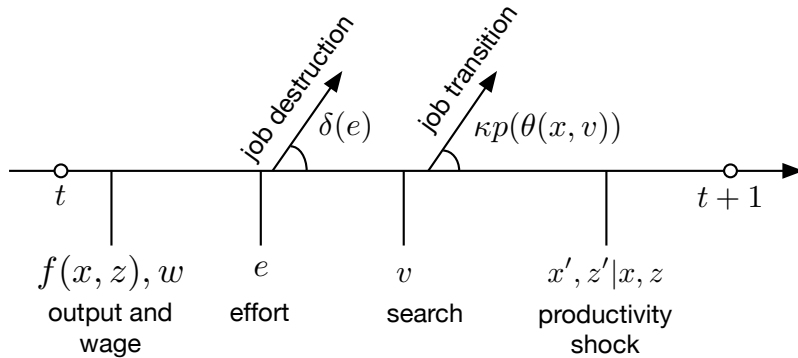 job destruction
δ(e)
job transition
κp(θ(x, v))
t
t + 1
f(x, z), w
output and
wage
e
effort
v
search
x′, z′|x, z
productivity
shock